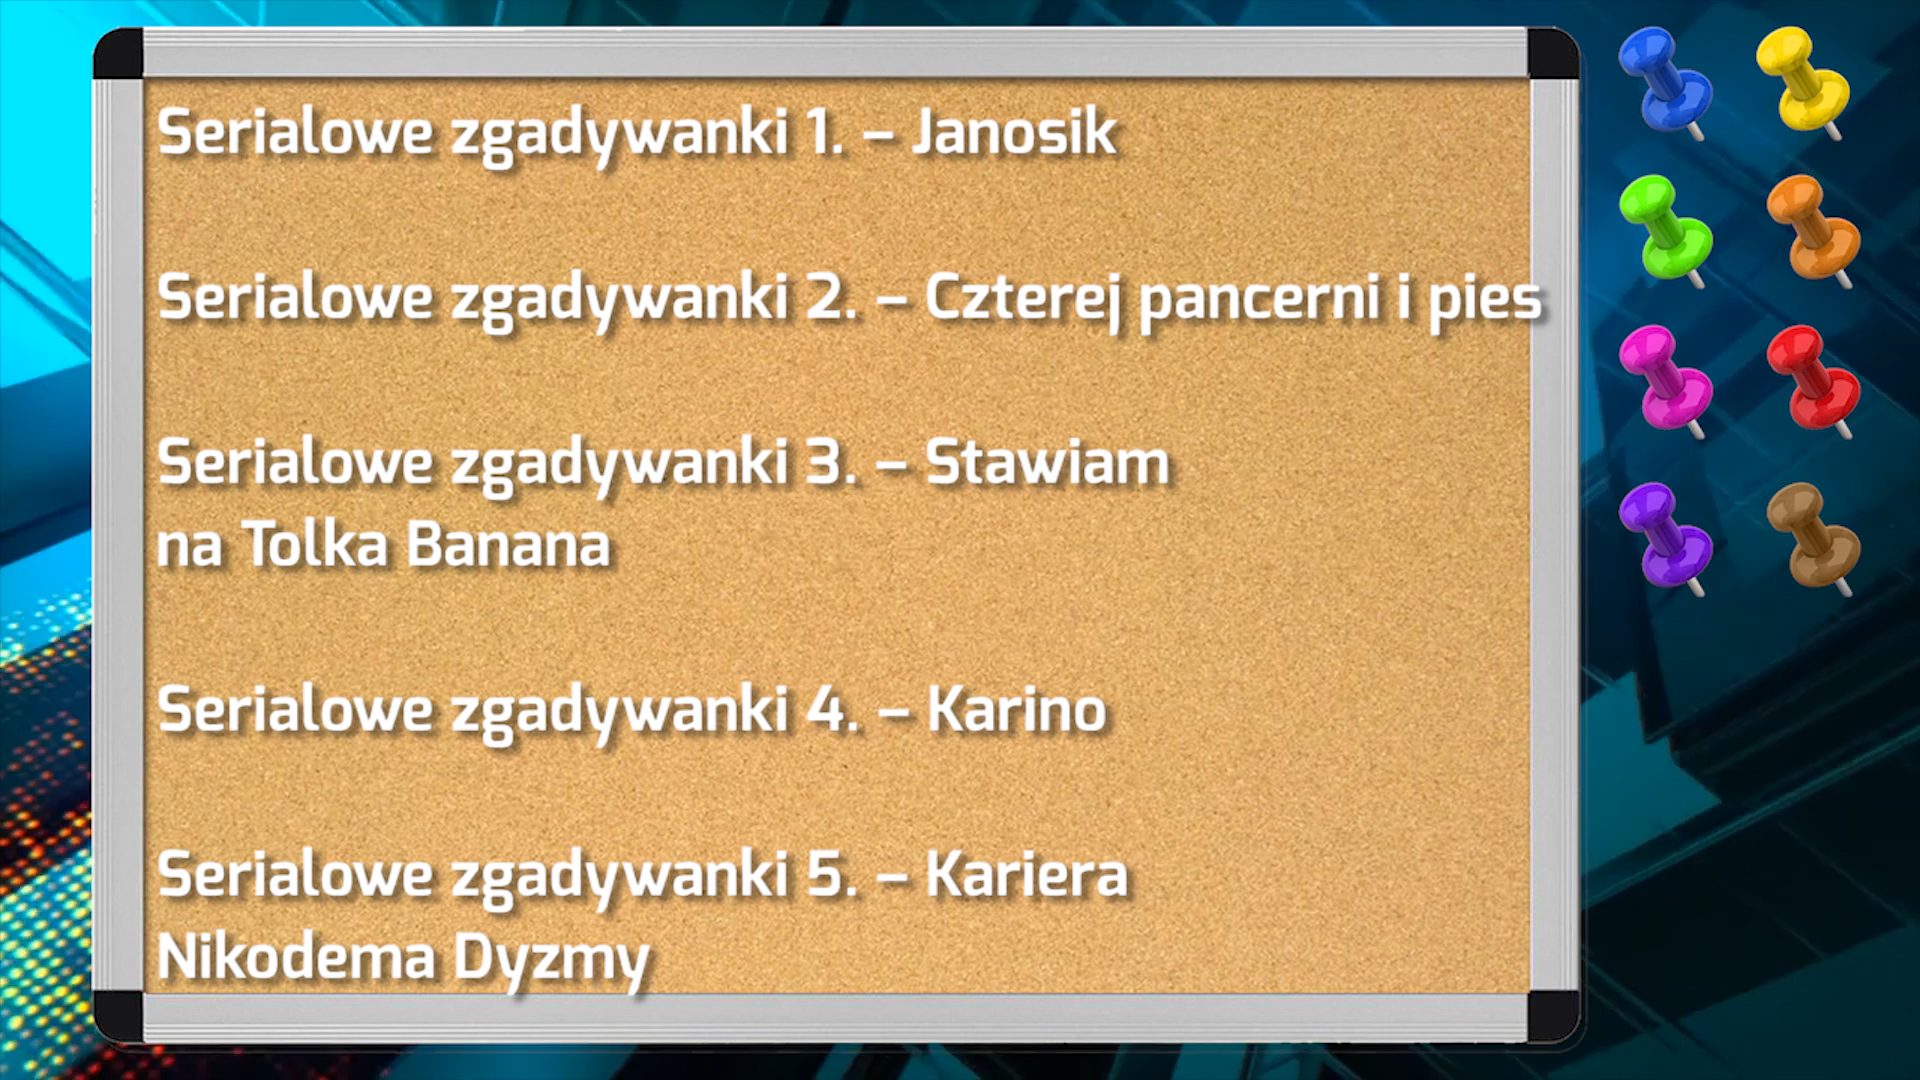 Serialowe zgadywanki 1. – Janosik
Serialowe zgadywanki 2. – Czterej pancerni i pies
Serialowe zgadywanki 3. – Stawiam
na Tolka Banana
Serialowe zgadywanki 4. – Karino
Serialowe zgadywanki 5. – Kariera
Nikodema Dyzmy